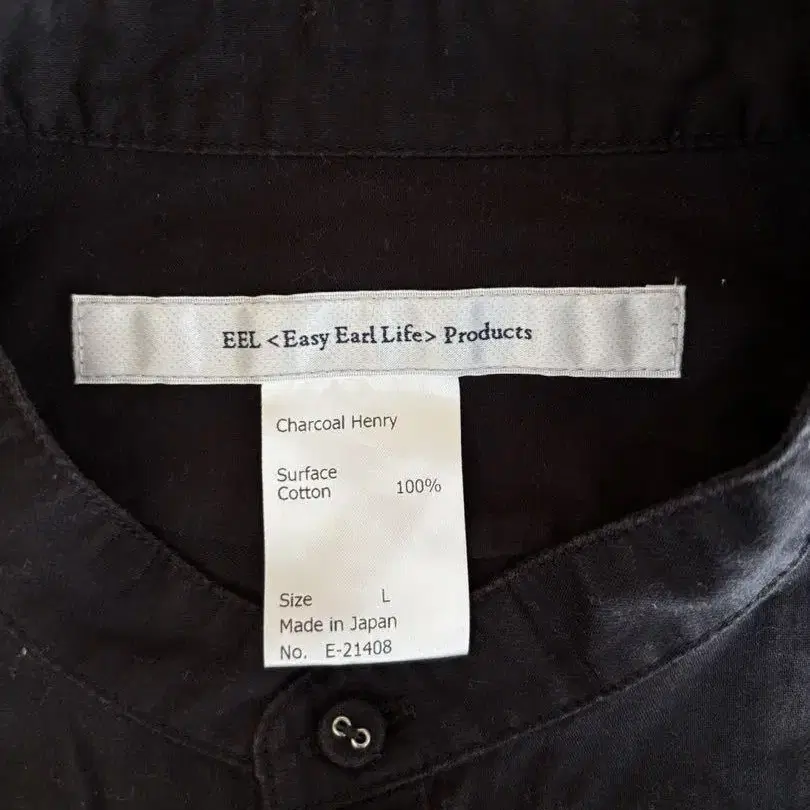 EEL <Easy Earl Life> Products
Charcoal Henry
Surface
Cotton 100%
Size L
Made in Japan
No. E-21408